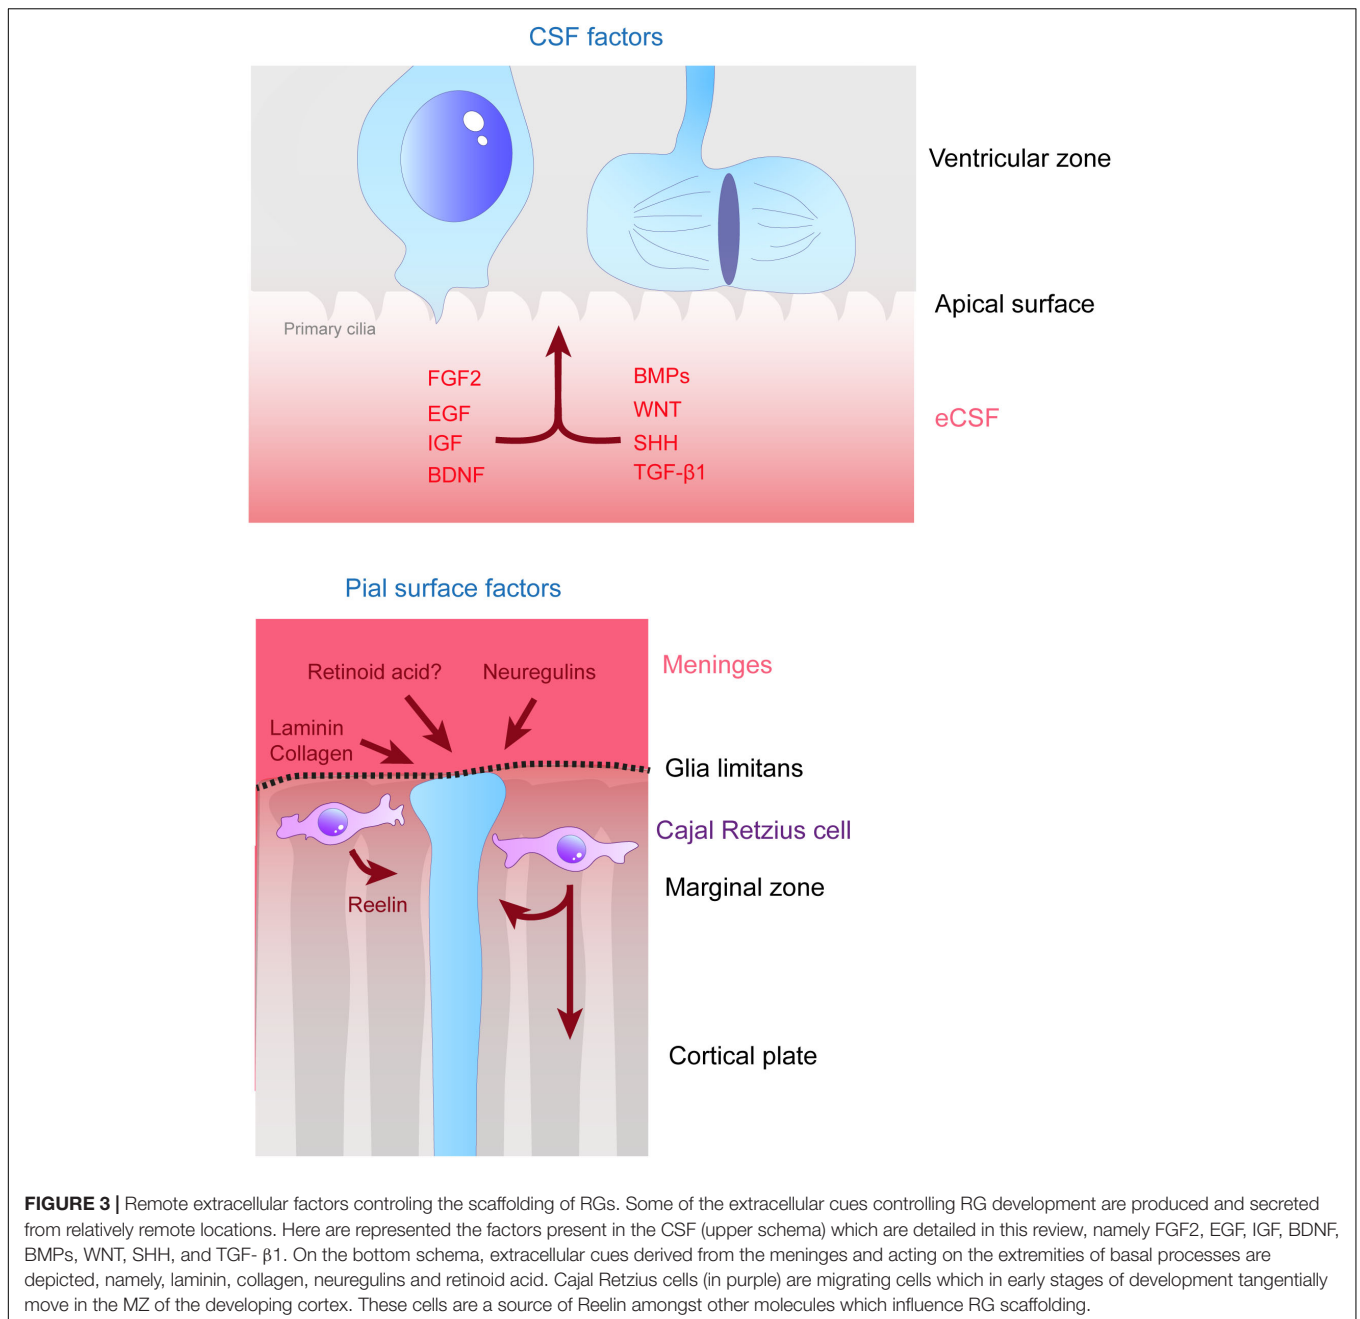 CSF factors
Ventricular zone
Apical surface
Primary cilia
FGF2
EGF
IGF
BDNF
BMPs
WNT
SHH
TGF-β1
eCSF
Pial surface factors
Retinoid acid?
Neuregulins
Meninges
Laminin
Collagen
Glia limitans
Cajal Retzius cell
Marginal zone
Reelin
Cortical plate
FIGURE 3 | Remote extracellular factors controling the scaffolding of RGs. Some of the extracellular cues controlling RG development are produced and secreted
from relatively remote locations. Here are represented the factors present in the CSF (upper schema) which are detailed in this review, namely FGF2, EGF, IGF, BDNF,
BMPs, WNT, SHH, and TGF- β1. On the bottom schema, extracellular cues derived from the meninges and acting on the extremities of basal processes are
depicted, namely, laminin, collagen, neuregulins and retinoid acid. Cajal Retzius cells (in purple) are migrating cells which in early stages of development tangentially
move in the MZ of the developing cortex. These cells are a source of Reelin amongst other molecules which influence RG scaffolding.